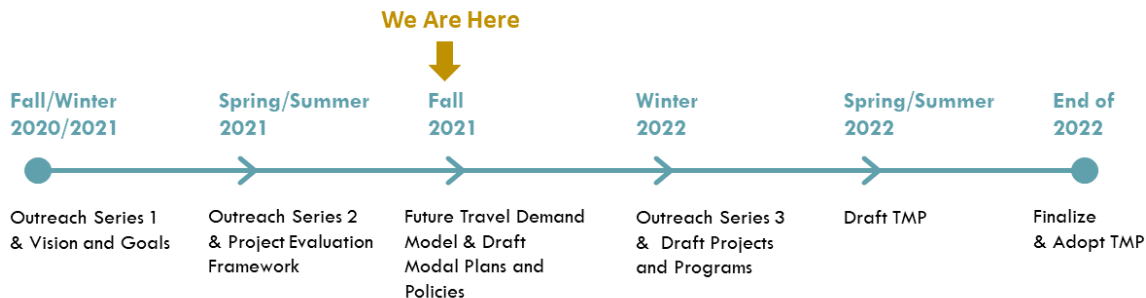 We Are Here
Fall/Winter
2020/2021
Spring/Summer
2021
Fall
2021
Winter
2022
Spring/Summer
2022
End of
2022
Outreach Series 1
& Vision and Goals
Outreach Series 2
& Project Evaluation
Framework
Future Travel Demand
Model & Draft
Modal Plans and
Policies
Outreach Series 3
& Draft Projects
and Programs
Draft TMP
Finalize
& Adopt TMP